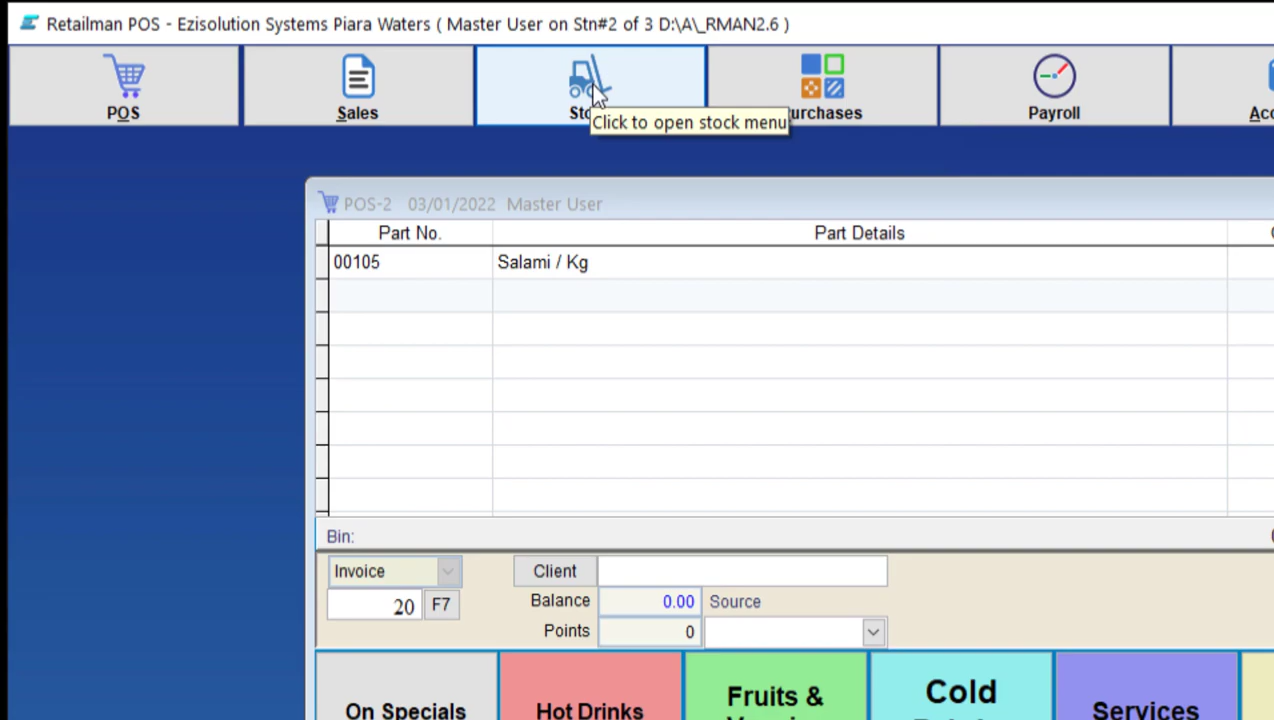 Retailman POS - Ezisolution Systems Piara Waters ( Master User on Stn#2 of 3 D:\A\_RMAN2.6 )
POS
Sales
Payroll
Click to open stock menu
POS-2 03/01/2022 Master User
Part No. Part Details
00105 Salami / Kg
Bin:
Invoice Client
20 F7 Balance 0.00 Source
Points 0
On Specials Hot Drinks Fruits & Cold Services